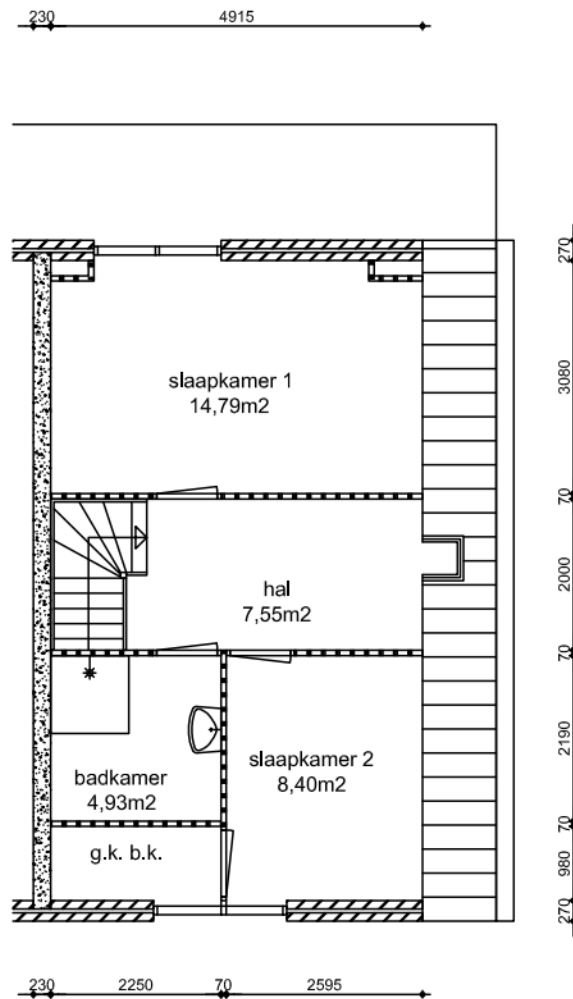 230 4915
270
3080
slaapkamer 1
14,79m2
70
2000
hal
7,55m2
70
2190
slaapkamer 2
8,40m2
badkamer
4,93m2
70
g.k. b.k.
980
270
230 2250 70 2595